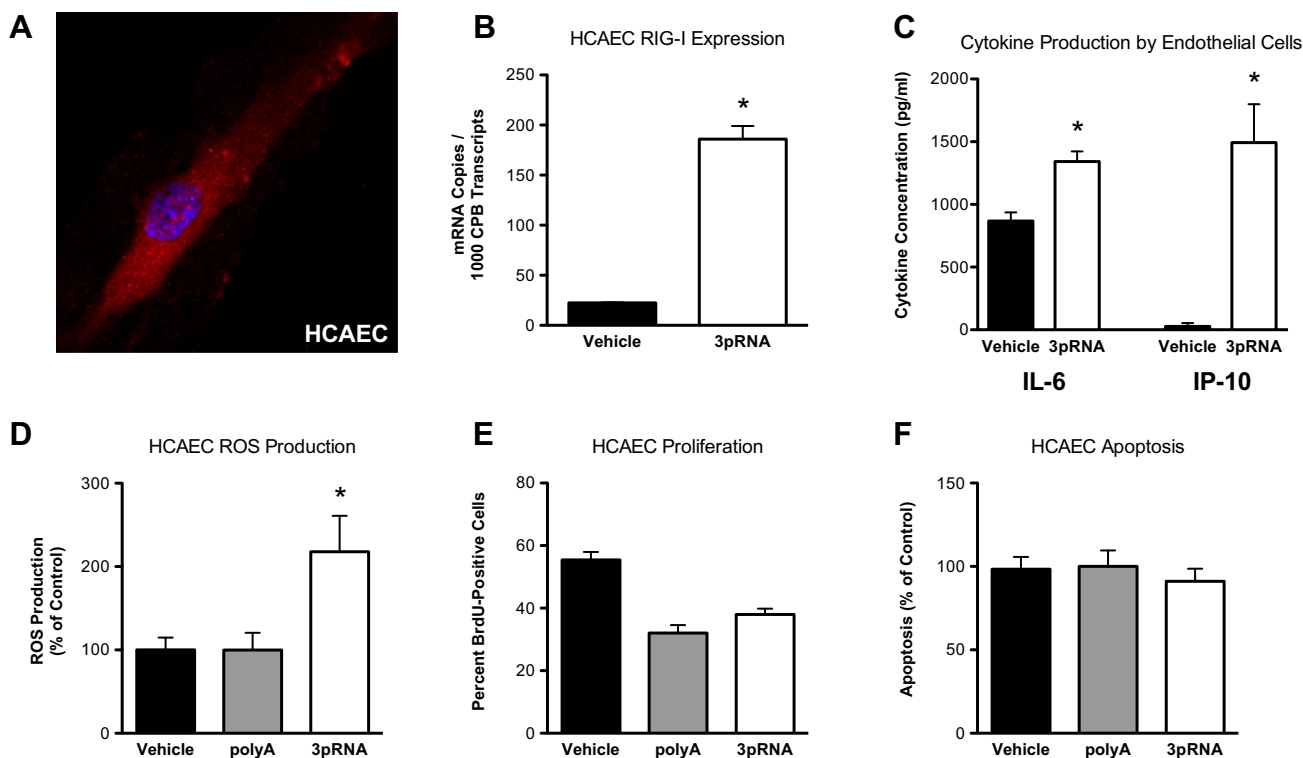 A
HCAEC
B
HCAEC RIG-I Expression
mRNA Copies /
1000 CPB Transcripts
250
200
150
100
50
0
Vehicle
3pRNA
*
C
Cytokine Production by Endothelial Cells
Cytokine Concentration (pg/ml)
2000
1500
1000
500
0
*
*
Vehicle 3pRNA Vehicle 3pRNA
IL-6 IP-10
D
HCAEC ROS Production
ROS Production
(% of Control)
300
200
100
0
*
Vehicle polyA 3pRNA
E
HCAEC Proliferation
Percent BrdU-Positive Cells
80
60
40
20
0
Vehicle polyA 3pRNA
F
HCAEC Apoptosis
Apoptosis (% of Control)
150
100
50
0
Vehicle polyA 3pRNA